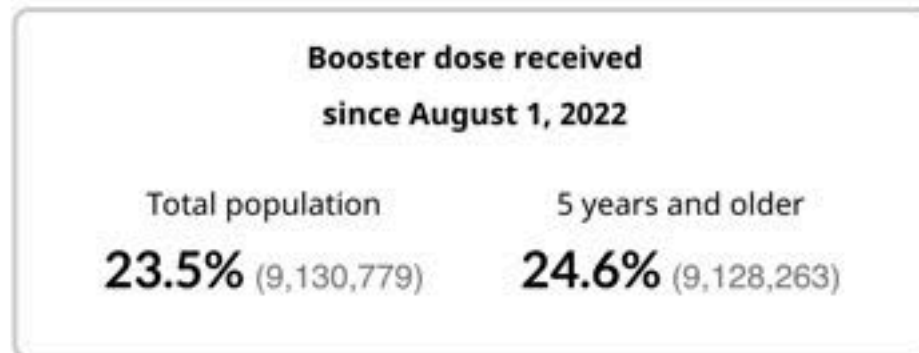 Booster dose received
since August 1, 2022
Total population
23.5% (9,130,779)
5 years and older
24.6% (9,128,263)